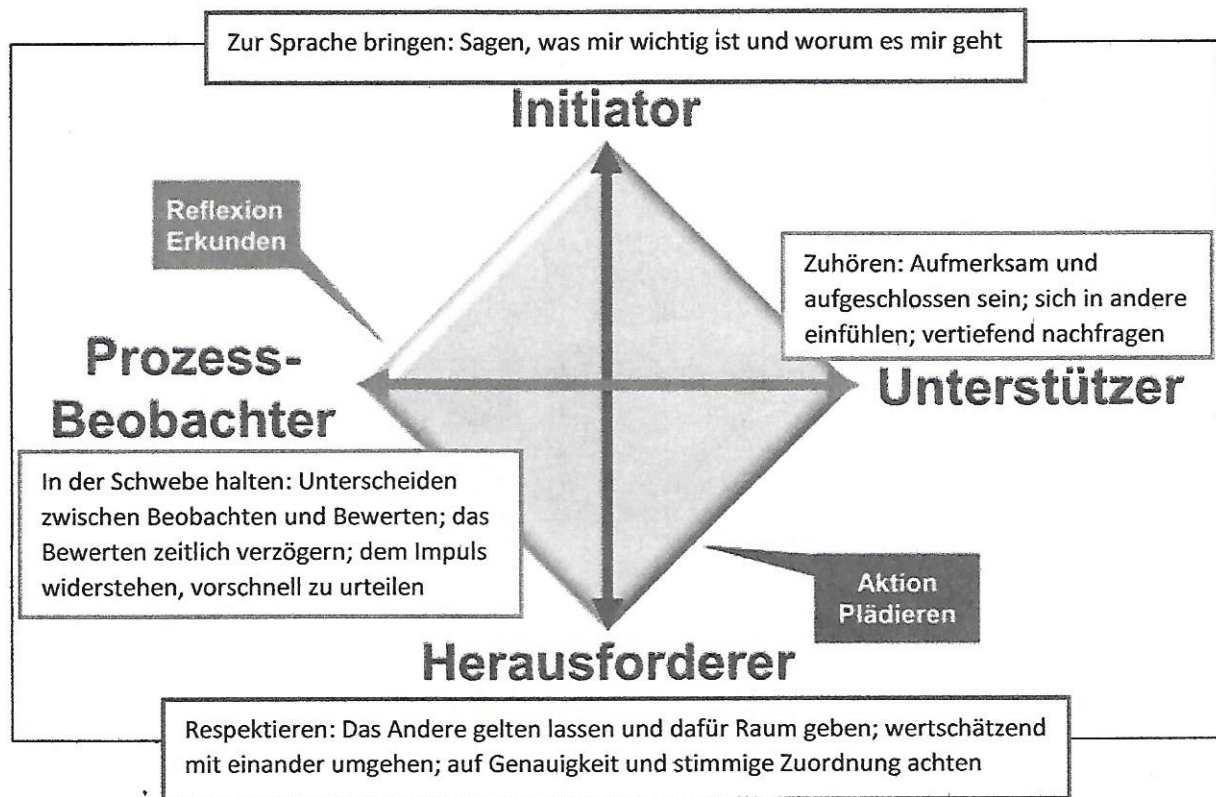 Zur Sprache bringen: Sagen, was mir wichtig ist und worum es mir geht
Initiator
Reflexion
Erkunden
Zuhören: Aufmerksam und
aufgeschlossen sein; sich in andere
einfühlen; vertiefend nachfragen
Prozess-
Beobachter
Unterstützer
In der Schwebe halten: Unterscheiden
zwischen Beobachten und Bewerten; das
Bewerten zeitlich verzögern; dem Impuls
widerstehen, vorschnell zu urteilen
Aktion
Plädieren
Herausforderer
Respektieren: Das Andere gelten lassen und dafür Raum geben; wertschätzend
mit einander umgehen; auf Genauigkeit und stimmige Zuordnung achten